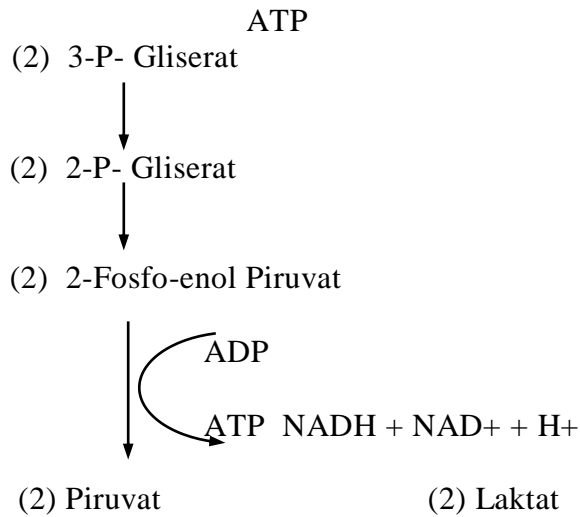 ATP
(2) 3-P- Gliserat
(2) 2-P- Gliserat
(2) 2-Fosfo-enol Piruvat
ADP
ATP NADH + NAD+ + H+
(2) Piruvat (2) Laktat